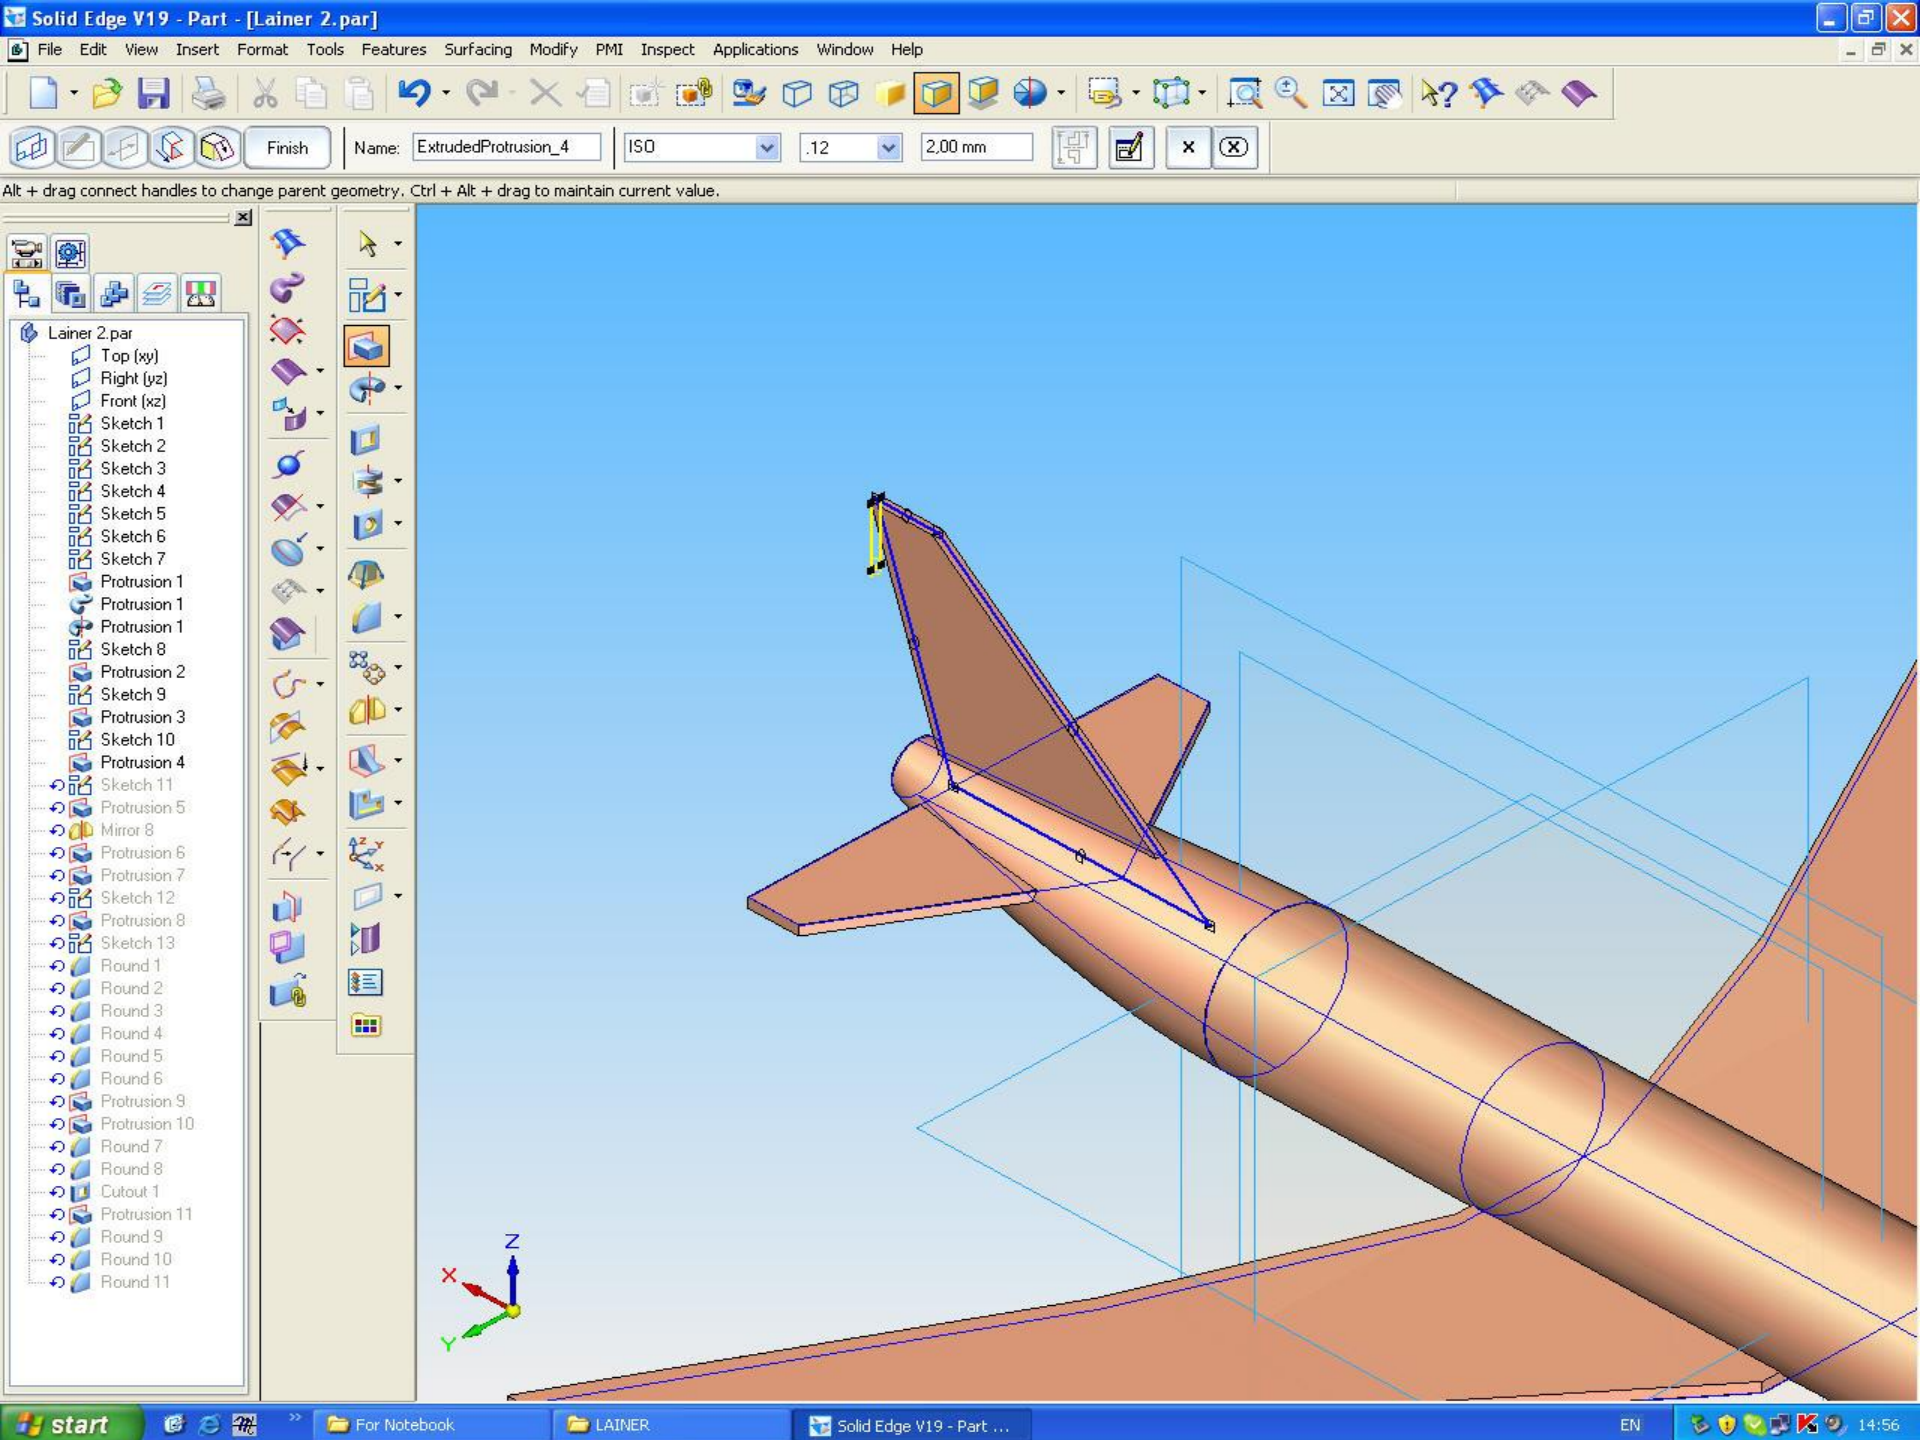 Solid Edge V19 - Part - [Lainer 2.par]
File Edit View Insert Format Tools Features Surfacing Modify PMI Inspect Applications Window Help
Finish Name: ExtrudedProtrusion_4 ISO .12 2,00 mm
Alt + drag connect handles to change parent geometry. Ctrl + Alt + drag to maintain current value.
Lainer 2.par
Top (xy)
Right (yz)
Front (xz)
Sketch 1
Sketch 2
Sketch 3
Sketch 4
Sketch 5
Sketch 6
Sketch 7
Protrusion 1
Protrusion 1
Protrusion 1
Sketch 8
Protrusion 2
Sketch 9
Protrusion 3
Sketch 10
Protrusion 4
Sketch 11
Protrusion 5
Mirror 8
Protrusion 6
Protrusion 7
Sketch 12
Protrusion 8
Sketch 13
Round 1
Round 2
Round 3
Round 4
Round 5
Round 6
Protrusion 9
Protrusion 10
Round 7
Round 8
Cutout 1
Protrusion 11
Round 9
Round 10
Round 11
Z
X
Y
start For Notebook LAINER Solid Edge V19 - Part ... EN 14:56